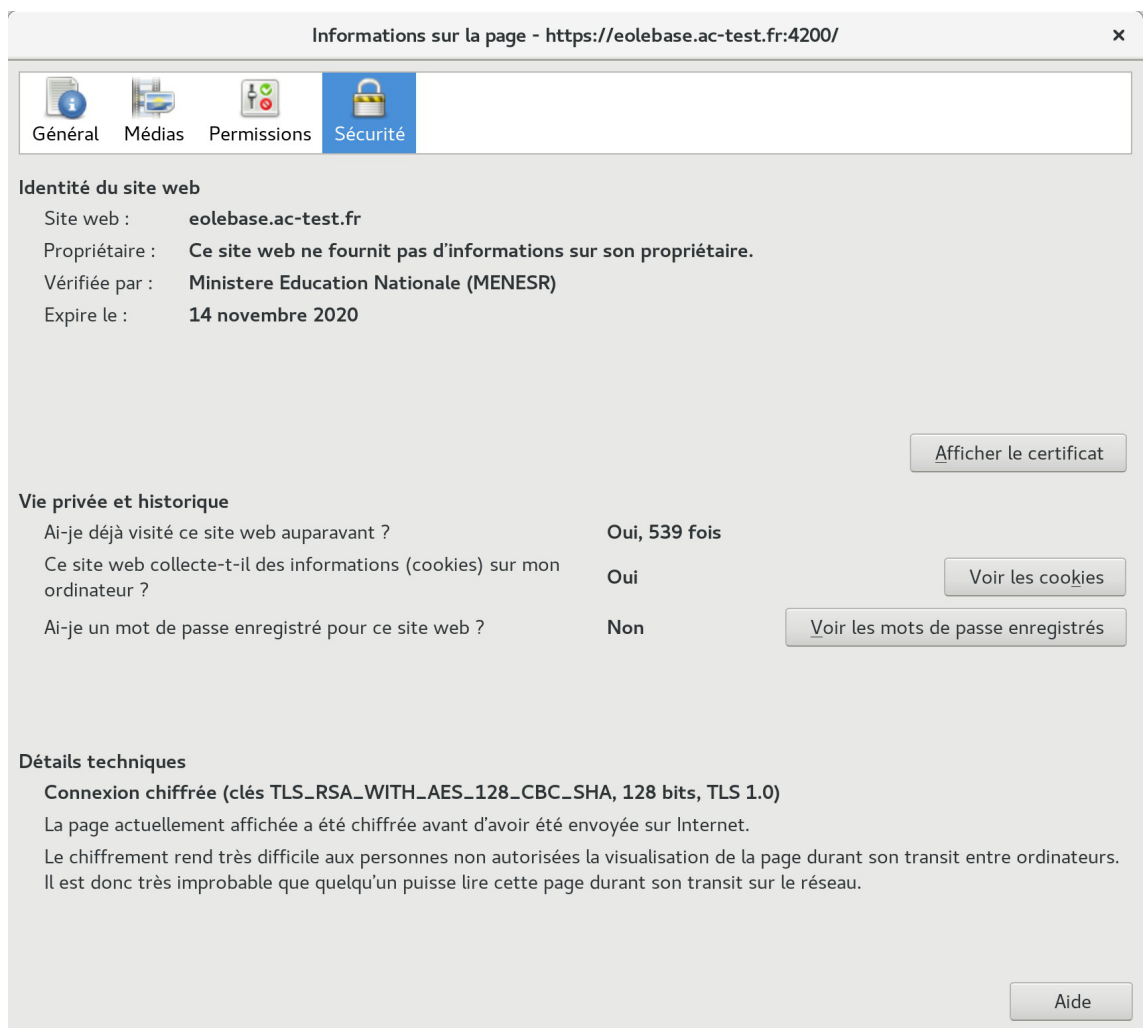 Informations sur la page - https://eolebase.ac-test.fr:4200/
Général Médias Permissions Sécurité
Identité du site web
Site web : eolebase.ac-test.fr
Propriétaire : Ce site web ne fournit pas d'informations sur son propriétaire.
Vérifiée par : Ministere Education Nationale (MENESR)
Expire le : 14 novembre 2020
Afficher le certificat
Vie privée et historique
Ai-je déjà visité ce site web auparavant ? Oui, 539 fois
Ce site web collecte-t-il des informations (cookies) sur mon
ordinateur ? Oui Voir les cookies
Ai-je un mot de passe enregistré pour ce site web ? Non Voir les mots de passe enregistrés
Détails techniques
Connexion chiffrée (clés TLS_RSA_WITH_AES_128_CBC_SHA, 128 bits, TLS 1.0)
La page actuellement affichée a été chiffrée avant d'avoir été envoyée sur Internet.
Le chiffrement rend très difficile aux personnes non autorisées la visualisation de la page durant son transit entre ordinateurs.
Il est donc très improbable que quelqu'un puisse lire cette page durant son transit sur le réseau.
Aide